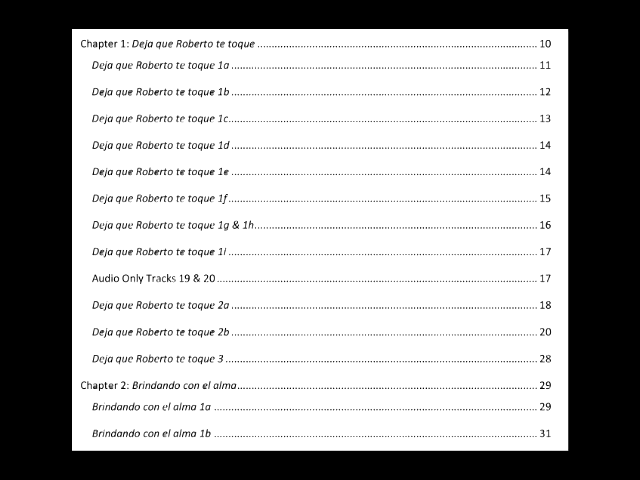 Chapter 1: Deja que Roberto te toque ........ 10
Deja que Roberto te toque 1a ........ 11
Deja que Roberto te toque 1b ........ 12
Deja que Roberto te toque 1c ........ 13
Deja que Roberto te toque 1d ........ 14
Deja que Roberto te toque 1e ........ 14
Deja que Roberto te toque 1f ........ 15
Deja que Roberto te toque 1g & 1h ........ 16
Deja que Roberto te toque 1i ........ 17
Audio Only Tracks 19 & 20 ........ 17
Deja que Roberto te toque 2a ........ 18
Deja que Roberto te toque 2b ........ 20
Deja que Roberto te toque 3 ........ 28
Chapter 2: Brindando con el alma ........ 29
Brindando con el alma 1a ........ 29
Brindando con el alma 1b ........ 31